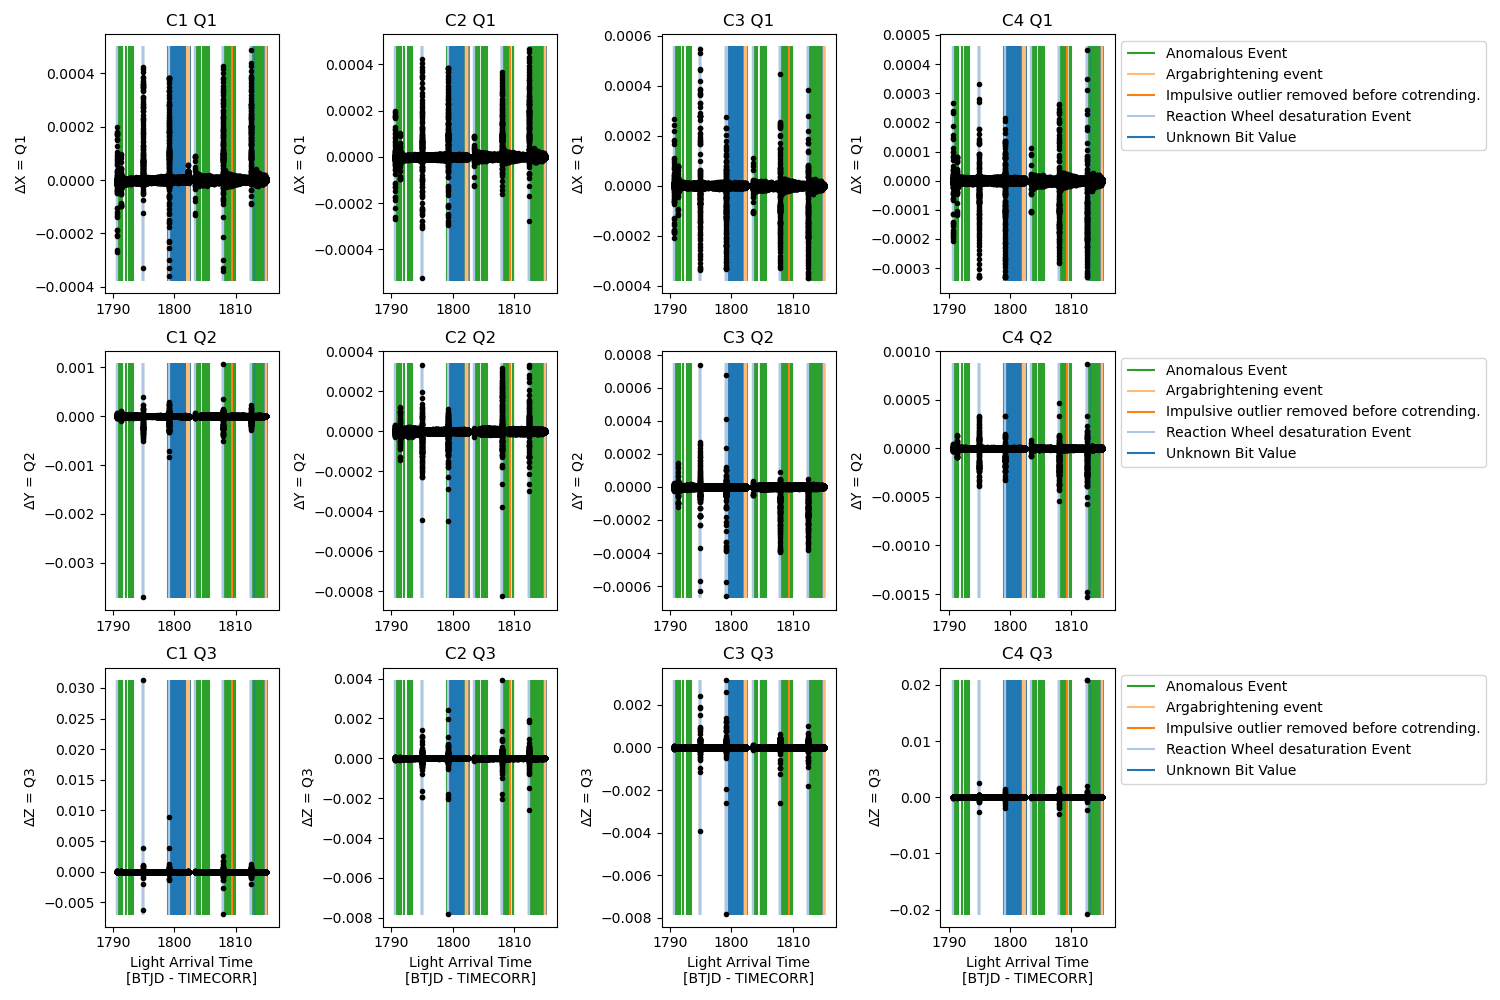 C1 Q1
C2 Q1
C3 Q1
C4 Q1
ΔX = Q1
0.0004
0.0002
0.0000
−0.0002
−0.0004
1790 1800 1810
ΔX = Q1
0.0004
0.0002
0.0000
−0.0002
−0.0004
1790 1800 1810
ΔX = Q1
0.0006
0.0004
0.0002
0.0000
−0.0002
−0.0004
1790 1800 1810
ΔX = Q1
0.0005
0.0004
0.0003
0.0002
0.0001
0.0000
−0.0001
−0.0002
−0.0003
1790 1800 1810
Anomalous Event
Argabrightening event
Impulsive outlier removed before cotrending.
Reaction Wheel desaturation Event
Unknown Bit Value
C1 Q2
C2 Q2
C3 Q2
C4 Q2
ΔY = Q2
0.001
0.000
−0.001
−0.002
−0.003
1790 1800 1810
ΔY = Q2
0.0004
0.0002
0.0000
−0.0002
−0.0004
−0.0006
−0.0008
1790 1800 1810
ΔY = Q2
0.0008
0.0006
0.0004
0.0002
0.0000
−0.0002
−0.0004
−0.0006
1790 1800 1810
ΔY = Q2
0.0010
0.0005
0.0000
−0.0005
−0.0010
−0.0015
1790 1800 1810
Anomalous Event
Argabrightening event
Impulsive outlier removed before cotrending.
Reaction Wheel desaturation Event
Unknown Bit Value
C1 Q3
C2 Q3
C3 Q3
C4 Q3
ΔZ = Q3
0.030
0.025
0.020
0.015
0.010
0.005
0.000
−0.005
1790 1800 1810
Light Arrival Time
[BTJD - TIMECORR]
ΔZ = Q3
0.004
0.002
0.000
−0.002
−0.004
−0.006
−0.008
1790 1800 1810
Light Arrival Time
[BTJD - TIMECORR]
ΔZ = Q3
0.002
0.000
−0.002
−0.004
−0.006
−0.008
1790 1800 1810
Light Arrival Time
[BTJD - TIMECORR]
ΔZ = Q3
0.02
0.01
0.00
−0.01
−0.02
1790 1800 1810
Light Arrival Time
[BTJD - TIMECORR]
Anomalous Event
Argabrightening event
Impulsive outlier removed before cotrending.
Reaction Wheel desaturation Event
Unknown Bit Value